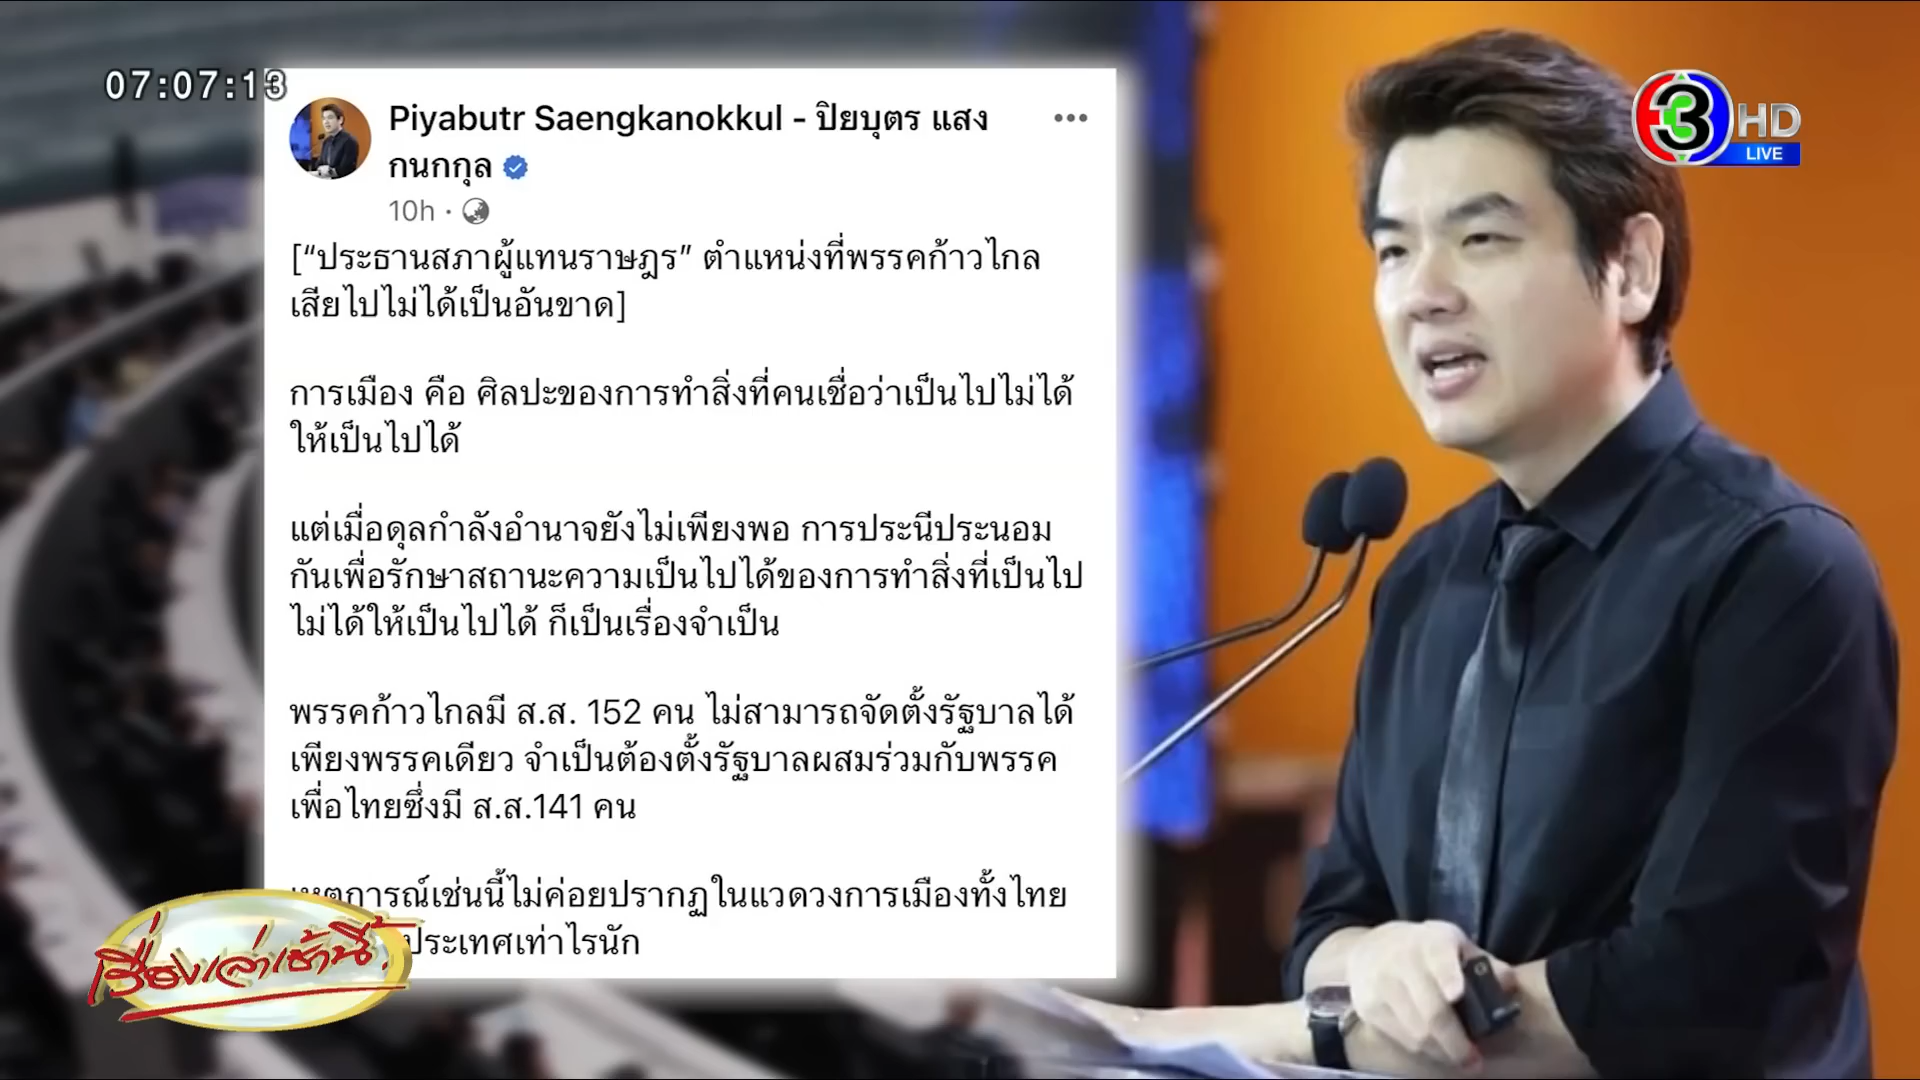 07:07:13
Piyabutr Saengkanokkul - ปิยบุตร แสง
กนกกุล
10h ·
3 HD
LIVE
[“ประธานสภาผู้แทนราษฎร” ตำแหน่งที่พรรคก้าวไกล
เสียไปไม่ได้เป็นอันขาด]
การเมือง คือ ศิลปะของการทำสิ่งที่คนเชื่อว่าเป็นไปไม่ได้
ให้เป็นไปได้
แต่เมื่อดุลกำลังอำนาจยังไม่เพียงพอ การประนีประนอม
กันเพื่อรักษาสถานะความเป็นไปได้ของการทำสิ่งที่เป็นไป
ไม่ได้ให้เป็นไปได้ ก็เป็นเรื่องจำเป็น
พรรคก้าวไกลมี ส.ส. 152 คน ไม่สามารถจัดตั้งรัฐบาลได้
เพียงพรรคเดียว จำเป็นต้องตั้งรัฐบาลผสมร่วมกับพรรค
เพื่อไทยซึ่งมี ส.ส.141 คน
เหตุการณ์เช่นนี้ไม่ค่อยปรากฏในแวดวงการเมืองทั้งไทย
ประเทศเท่าไรนัก
เรื่องเล่าเช้านี้